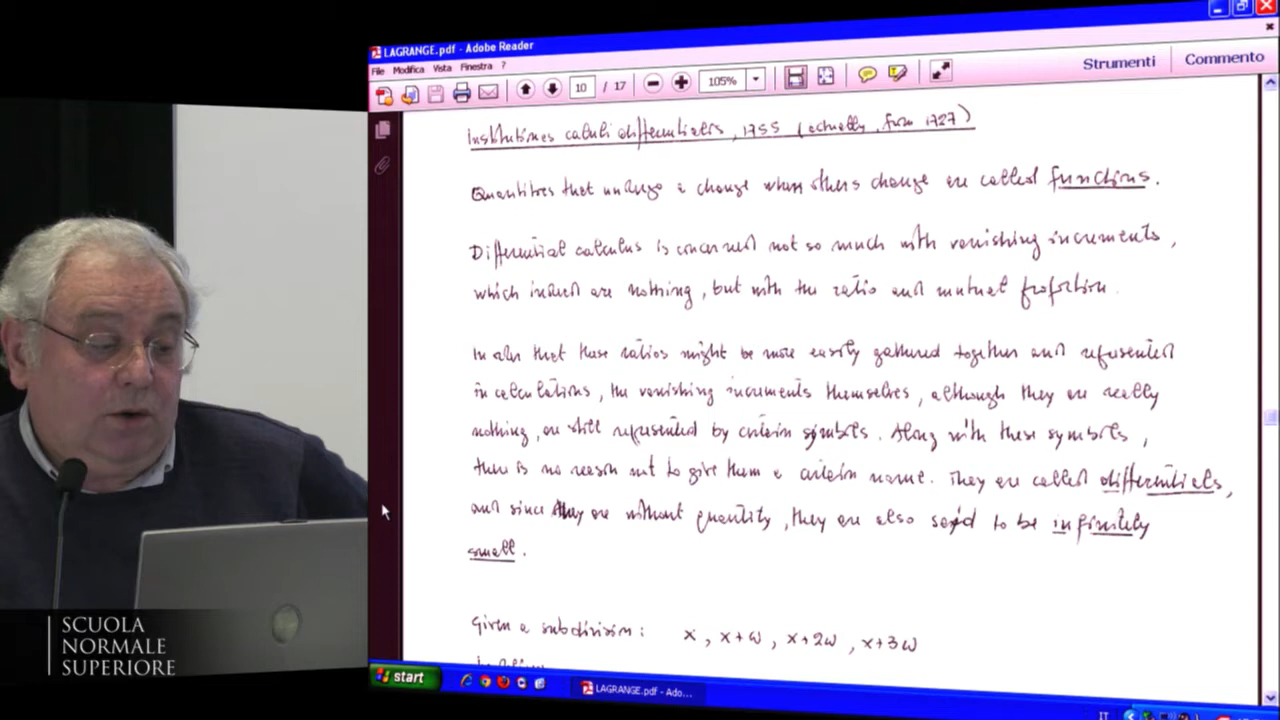 LAGRANGE.pdf - Adobe Reader
File Modifica Vista Finestra ?
10 / 17 105% Strumenti Commento
Institutiones calculi differentialis, 1755 (actually, from 1727)
Quantities that undergo a change when others change are called functions.
Differential calculus is concerned not so much with vanishing increments,
which indeed are nothing, but with the ratio and mutual proportion.
In order that these ratios might be more easily gathered together and represented
in calculations, the vanishing increments themselves, although they are really
nothing, are still represented by certain symbols. Along with these symbols,
there is no reason not to give them a certain name. They are called differentials,
and since they are without quantity, they are also said to be infinitely
small.
Given a subdivision: x, x+ω, x+2ω, x+3ω
SCUOLA
NORMALE
SUPERIORE
start LAGRANGE.pdf - Ado... IT